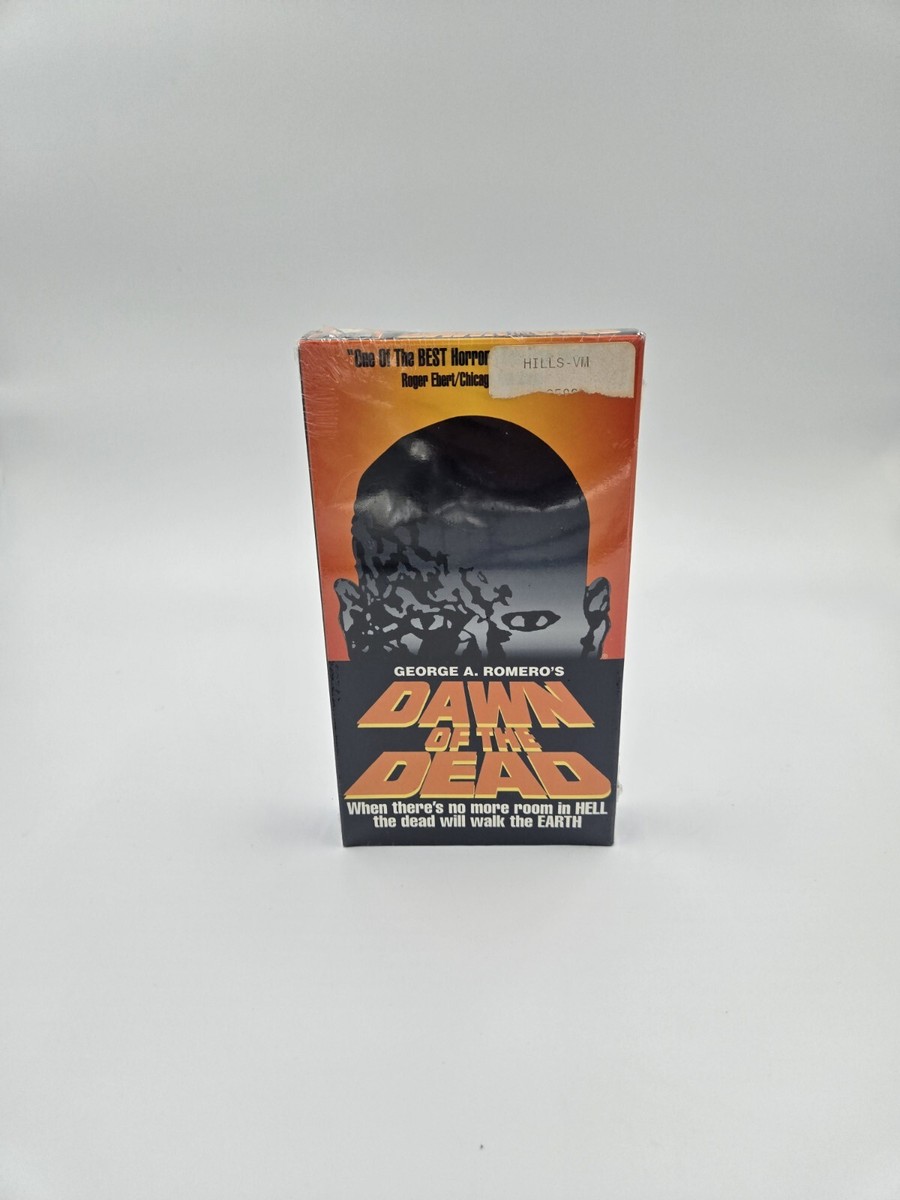 "One Of The BEST Horror
Roger Ebert/Chicag
HILLS-VM
GEORGE A. ROMERO'S
DAWN
OF THE
DEAD
When there's no more room in HELL
the dead will walk the EARTH